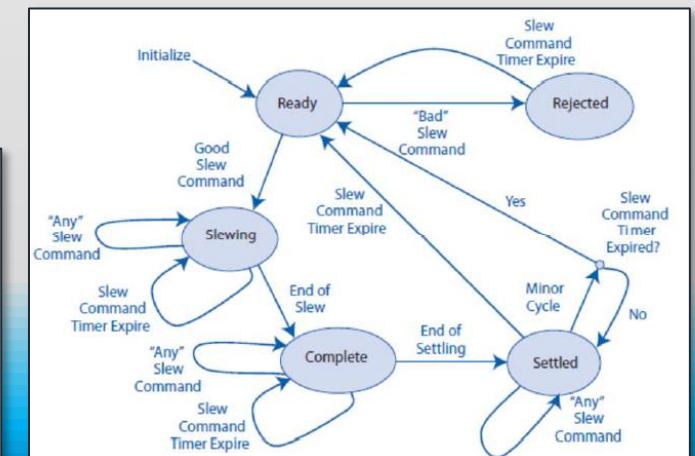 Slew
Command
Timer Expire
Initialize
Ready
Rejected
"Bad"
Slew
Command
Good
Slew
Command
Slew
Command
Timer Expire
Yes
Slew
Command
Timer
Expired?
"Any"
Slew
Command
Slewing
Slew
Command
Timer Expire
End of
Slew
Minor
Cycle
No
"Any"
Slew
Command
Complete
End of
Settling
Settled
Slew
Command
Timer Expire
"Any"
Slew
Command